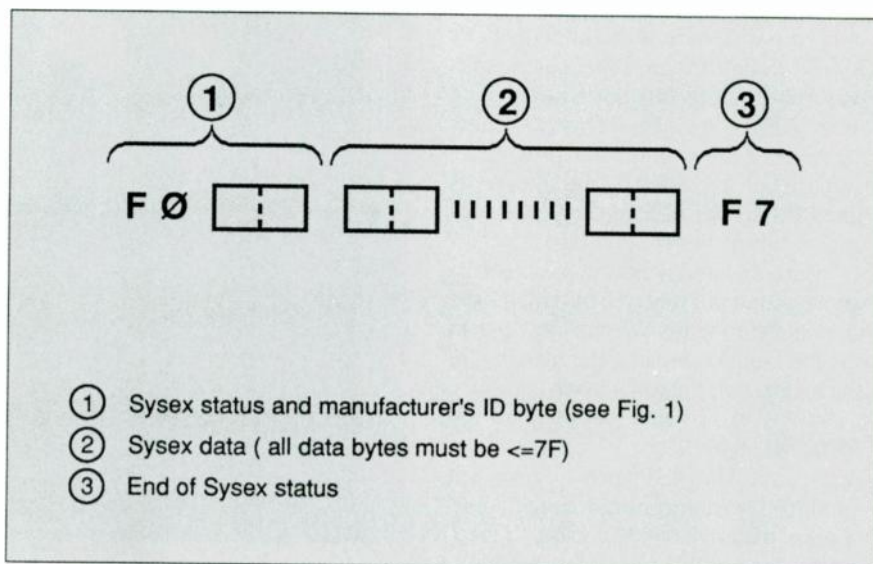 ① ② ③
F Ø F 7
① Sysex status and manufacturer's ID byte (see Fig. 1)
② Sysex data ( all data bytes must be <=7F)
③ End of Sysex status